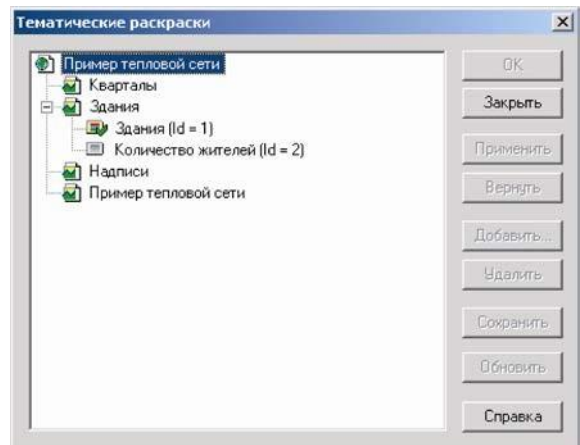 Тематические раскраски
Пример тепловой сети
Кварталы
Здания
Здания (Id = 1)
Количество жителей (Id = 2)
Надписи
Пример тепловой сети
OK
Закрыть
Применить
Вернуть
Добавить...
Удалить
Сохранить
Обновить
Справка